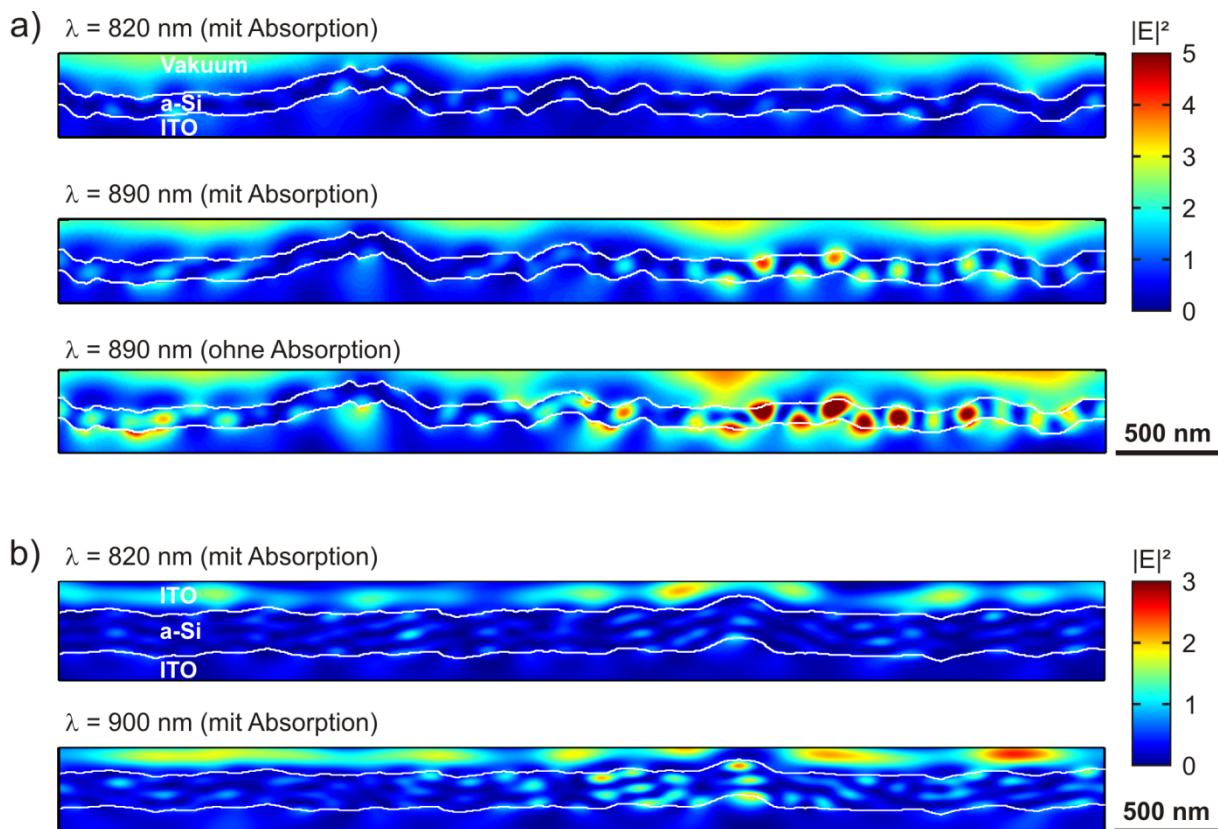 a)
λ = 820 nm (mit Absorption)
|E|²
Vakuum
a-Si
ITO
5
4
3
2
1
0
λ = 890 nm (mit Absorption)
λ = 890 nm (ohne Absorption)
500 nm
b)
λ = 820 nm (mit Absorption)
|E|²
ITO
a-Si
ITO
3
2
1
0
λ = 900 nm (mit Absorption)
500 nm